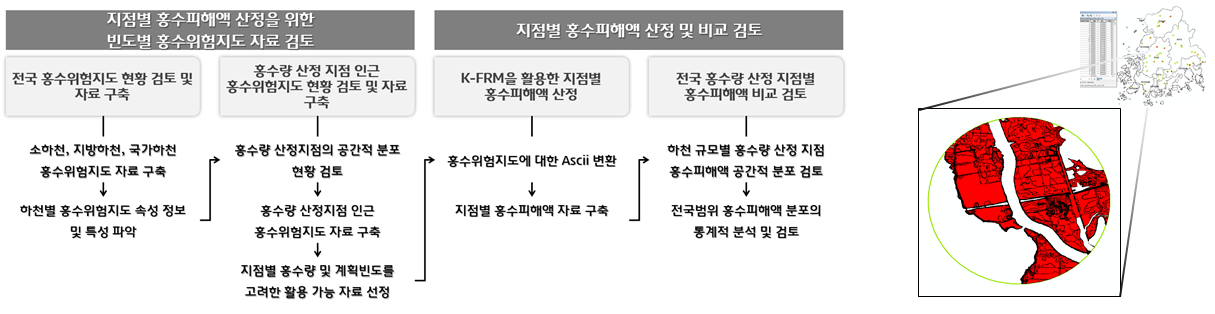 지점별 홍수피해액 산정을 위한
빈도별 홍수위험지도 자료 검토
지점별 홍수피해액 산정 및 비교 검토
전국 홍수위험지도 현황 검토 및
자료 구축
홍수량 산정 지점 인근
홍수위험지도 현황 검토 및 자료
구축
K-FRM을 활용한 지점별
홍수피해액 산정
전국 홍수량 산정 지점별
홍수피해액 비교 검토
소하천, 지방하천, 국가하천
홍수위험지도 자료 구축
하천별 홍수위험지도 속성 정보
및 특성 파악
홍수량 산정지점의 공간적 분포
현황 검토
홍수량 산정지점 인근
홍수위험지도 자료 구축
지점별 홍수량 및 계획빈도를
고려한 활용 가능 자료 선정
홍수위험지도에 대한 Ascii 변환
지점별 홍수피해액 자료 구축
하천 규모별 홍수량 산정 지점
홍수피해액 공간적 분포 검토
전국범위 홍수피해액 분포의
통계적 분석 및 검토